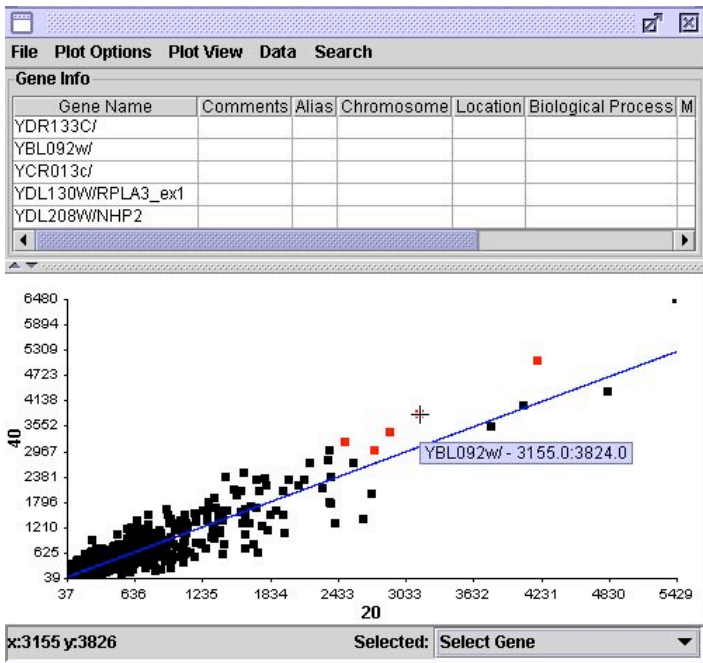 File Plot Options Plot View Data Search
Gene Info
Gene Name Comments Alias Chromosome Location Biological Process M
YDR133C/
YBL092w/
YCR013c/
YDL130W/RPLA3_ex1
YDL208W/NHP2
6480
5894
5309
4723
4138
3552
2967
2381
1796
1210
625
39
40
YBL092w/ - 3155.0:3824.0
37 636 1235 1834 2433 3033 3632 4231 4830 5429
20
x:3155 y:3826 Selected: Select Gene